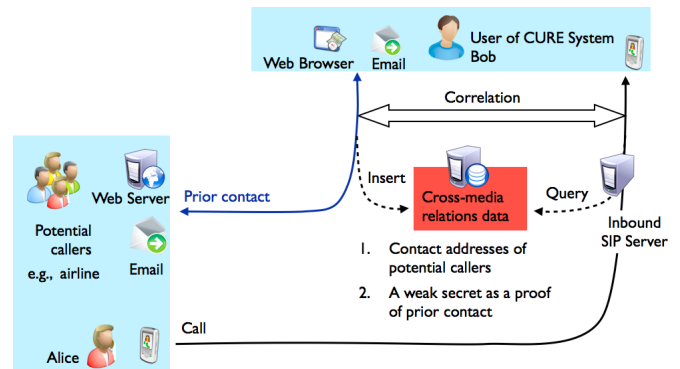 User of CURE System
Bob
Web Browser
Email
Correlation
Web Server
Prior contact
Insert
Cross-media
relations data
Query
Inbound
SIP Server
Potential
callers
e.g., airline
Email
1. Contact addresses of
potential callers
2. A weak secret as a proof
of prior contact
Call
Alice